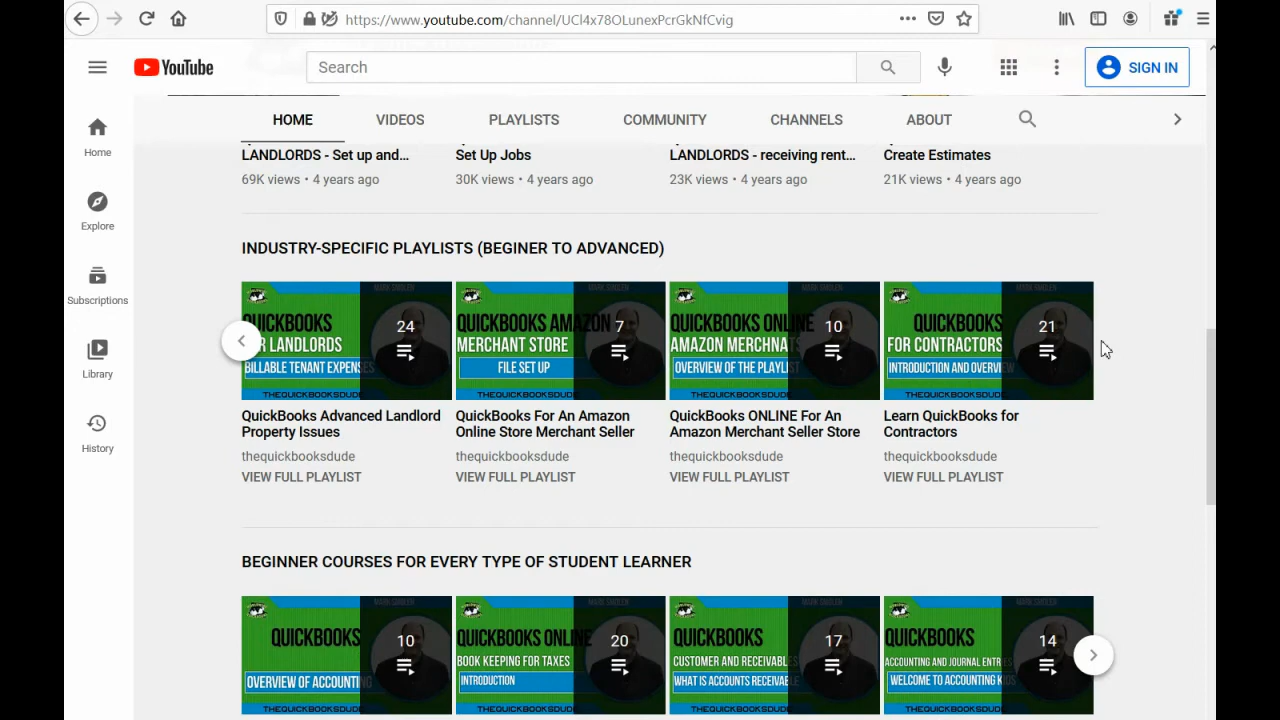 https://www.youtube.com/channel/UCl4x78OLunexPcrGkNfCvig
YouTube
Search
SIGN IN
HOME
VIDEOS
PLAYLISTS
COMMUNITY
CHANNELS
ABOUT
Home
Explore
Subscriptions
Library
History
LANDLORDS - Set up and...
69K views • 4 years ago
Set Up Jobs
30K views • 4 years ago
LANDLORDS - receiving rent...
23K views • 4 years ago
Create Estimates
21K views • 4 years ago
INDUSTRY-SPECIFIC PLAYLISTS (BEGINER TO ADVANCED)
QUICKBOOKS
R LANDLORDS
BILLABLE TENANT EXPENSES
24
THEQUICKBOOKSDUDE
QuickBooks Advanced Landlord
Property Issues
thequickbooksdude
VIEW FULL PLAYLIST
QUICKBOOKS AMAZON
MERCHANT STORE
FILE SET UP
7
THEQUICKBOOKSDUDE
QuickBooks For An Amazon
Online Store Merchant Seller
thequickbooksdude
VIEW FULL PLAYLIST
QUICKBOOKS ONLINE
AMAZON MERCHNATS
OVERVIEW OF THE PLAYLIST
10
THEQUICKBOOKSDUDE
QuickBooks ONLINE For An
Amazon Merchant Seller Store
thequickbooksdude
VIEW FULL PLAYLIST
QUICKBOOKS
FOR CONTRACTORS
INTRODUCTION AND OVERVIEW
21
THEQUICKBOOKSDUDE
Learn QuickBooks for
Contractors
thequickbooksdude
VIEW FULL PLAYLIST
BEGINNER COURSES FOR EVERY TYPE OF STUDENT LEARNER
QUICKBOOKS
OVERVIEW OF ACCOUNTING
10
THEQUICKBOOKSDUDE
QUICKBOOKS ONLINE
BOOK KEEPING FOR TAXES
INTRODUCTION
20
THEQUICKBOOKSDUDE
QUICKBOOKS
CUSTOMER AND RECEIVABLES
WHAT IS ACCOUNTS RECEIVABLE
17
THEQUICKBOOKSDUDE
QUICKBOOKS
ACCOUNTING AND JOURNAL ENTRIES
WELCOME TO ACCOUNTING
14
THEQUICKBOOKSDUDE